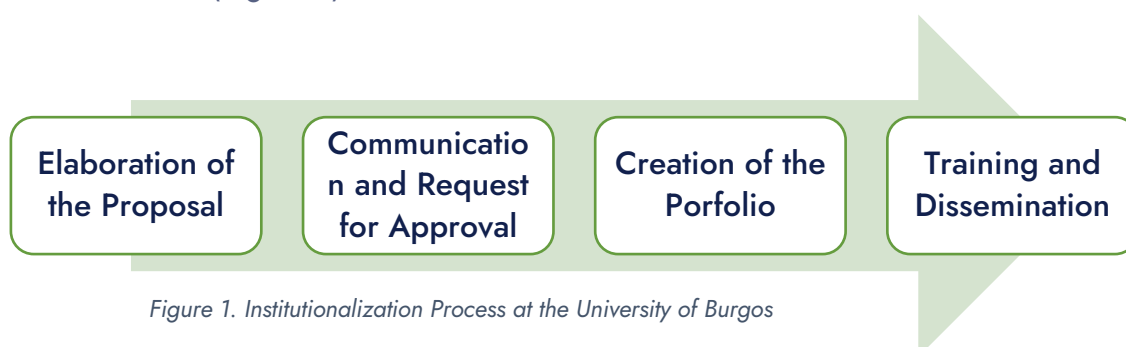 Elaboration of
the Proposal
Communicatio
n and Request
for Approval
Creation of the
Porfolio
Training and
Dissemination
Figure 1. Institutionalization Process at the University of Burgos